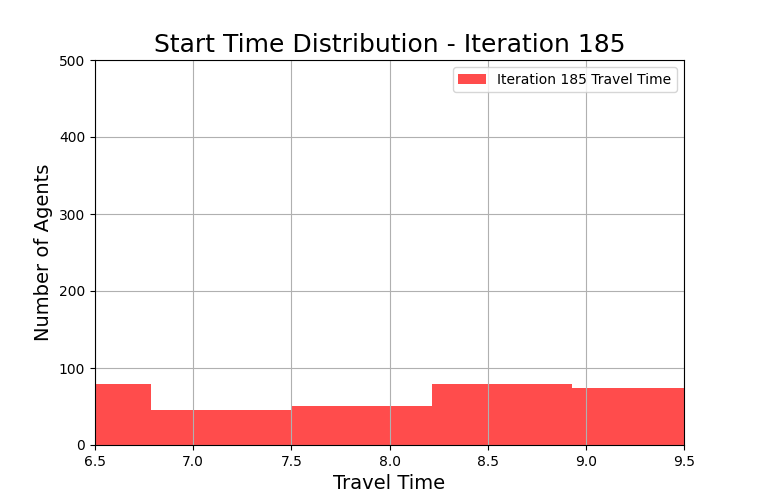 Start Time Distribution - Iteration 185
Iteration 185 Travel Time
Number of Agents
500
400
300
200
100
0
6.5 7.0 7.5 8.0 8.5 9.0 9.5
Travel Time